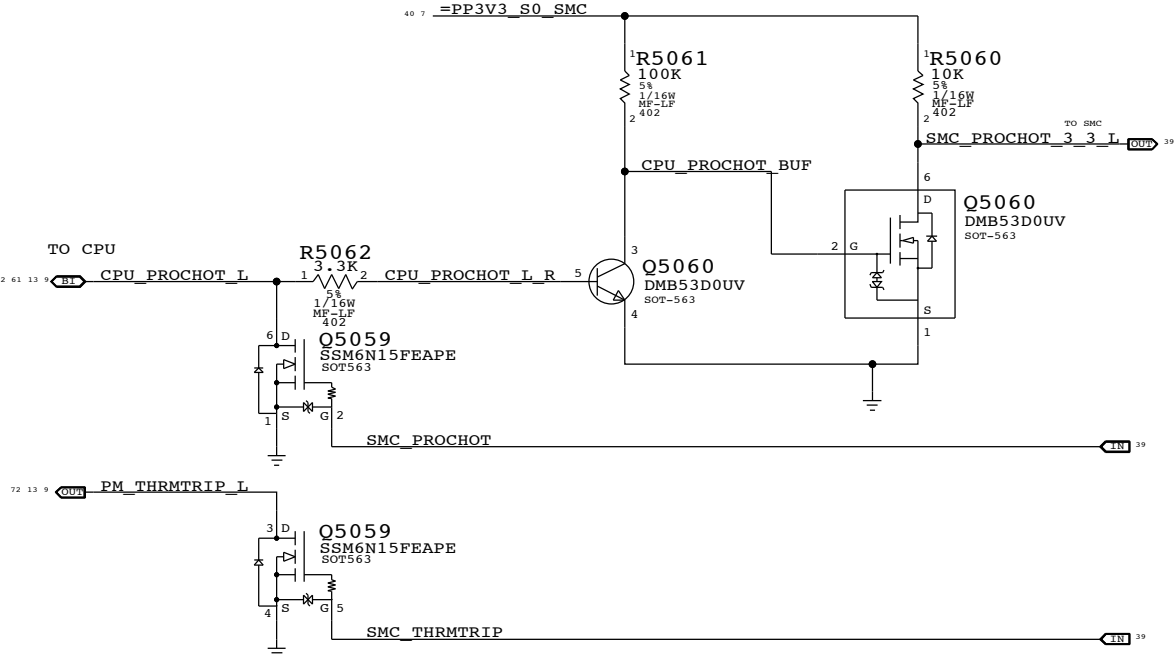 40 7 =PP3V3_S0_SMC
1 R5061
100K
5%
1/16W
MF-LF
402
2
1 R5060
10K
5%
1/16W
MF-LF
402
2
TO SMC
SMC_PROCHOT_3_3_L OUT 39
CPU_PROCHOT_BUF
6
D
Q5060
DMB53D0UV
SOT-563
2 G
S
1
TO CPU
2 61 13 9 BI CPU_PROCHOT_L
R5062
3.3K
1 2
5%
1/16W
MF-LF
402
CPU_PROCHOT_L_R 5
3
Q5060
DMB53D0UV
SOT-563
4
6 D
Q5059
SSM6N15FEAPE
SOT563
1 S G 2
SMC_PROCHOT IN 39
72 13 9 OUT PM_THRMTRIP_L
3 D
Q5059
SSM6N15FEAPE
SOT563
4 S G 5
SMC_THRMTRIP IN 39